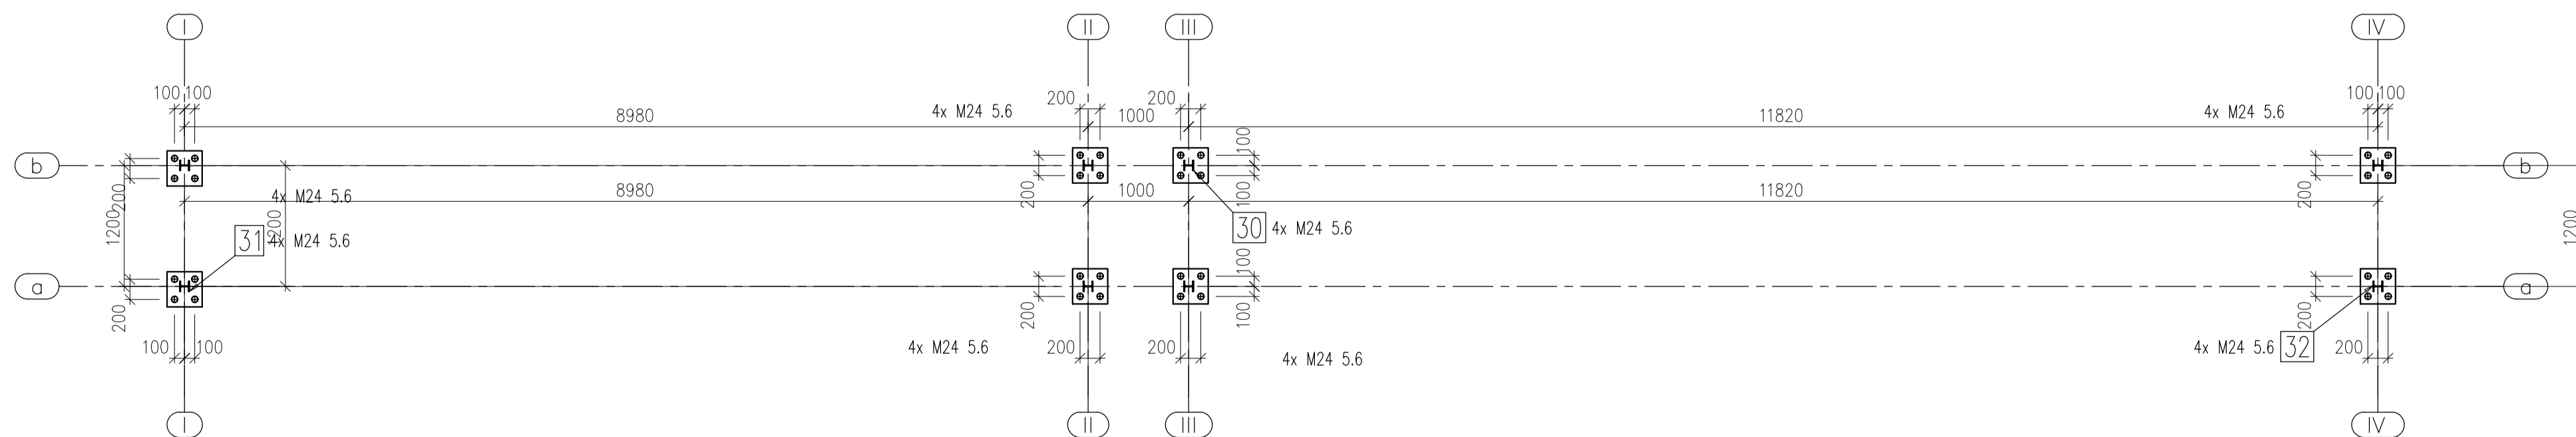 I II III IV
100 100 200 200 100 100
8980 4x M24 5.6 1000 11820 4x M24 5.6
100
b b
200 200 100 200
8980 1000 11820
4x M24 5.6
1200 1200 1200
31 4x M24 5.6 30 4x M24 5.6
100
a a
200 200 100 200
100 100 4x M24 5.6 200 200 4x M24 5.6 4x M24 5.6 32 200
I II III IV